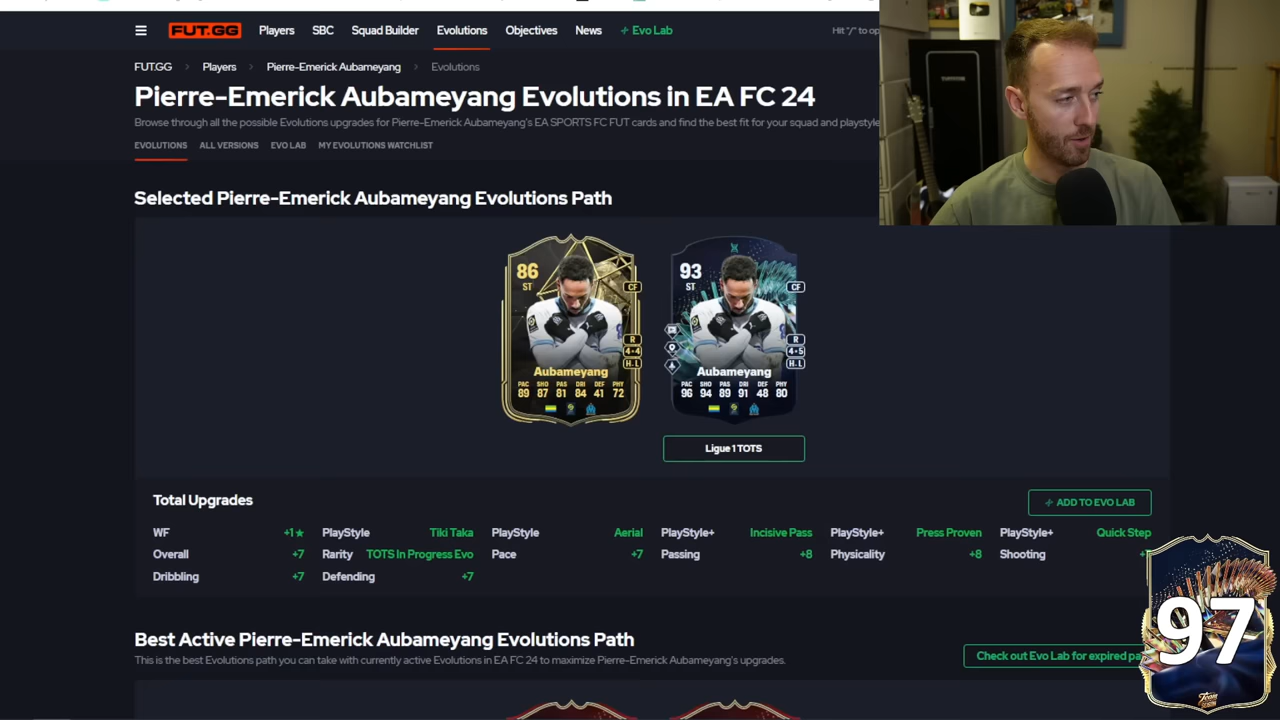 FUT.GG Players SBC Squad Builder Evolutions Objectives News Evo Lab Hit "/" to op
FUT.GG > Players > Pierre-Emerick Aubameyang > Evolutions
Pierre-Emerick Aubameyang Evolutions in EA FC 24
Browse through all the possible Evolutions upgrades for Pierre-Emerick Aubameyang's EA SPORTS FC FUT cards and find the best fit for your squad and playstyle
EVOLUTIONS ALL VERSIONS EVO LAB MY EVOLUTIONS WATCHLIST
Selected Pierre-Emerick Aubameyang Evolutions Path
86
ST
CF
R
4★4
H/L
Aubameyang
PAC SHO PAS DRI DEF PHY
89 87 81 84 41 72
93
ST
CF
R
4★5
H/L
Aubameyang
PAC SHO PAS DRI DEF PHY
96 94 89 91 48 80
Ligue 1 TOTS
Total Upgrades
ADD TO EVO LAB
WF +1★ PlayStyle Tiki Taka PlayStyle Aerial PlayStyle+ Incisive Pass PlayStyle+ Press Proven PlayStyle+ Quick Step
Overall +7 Rarity TOTS In Progress Evo Pace +7 Passing +8 Physicality +8 Shooting
Dribbling +7 Defending +7
Best Active Pierre-Emerick Aubameyang Evolutions Path
This is the best Evolutions path you can take with currently active Evolutions in EA FC 24 to maximize Pierre-Emerick Aubameyang's upgrades.
Check out Evo Lab for expired pa
97